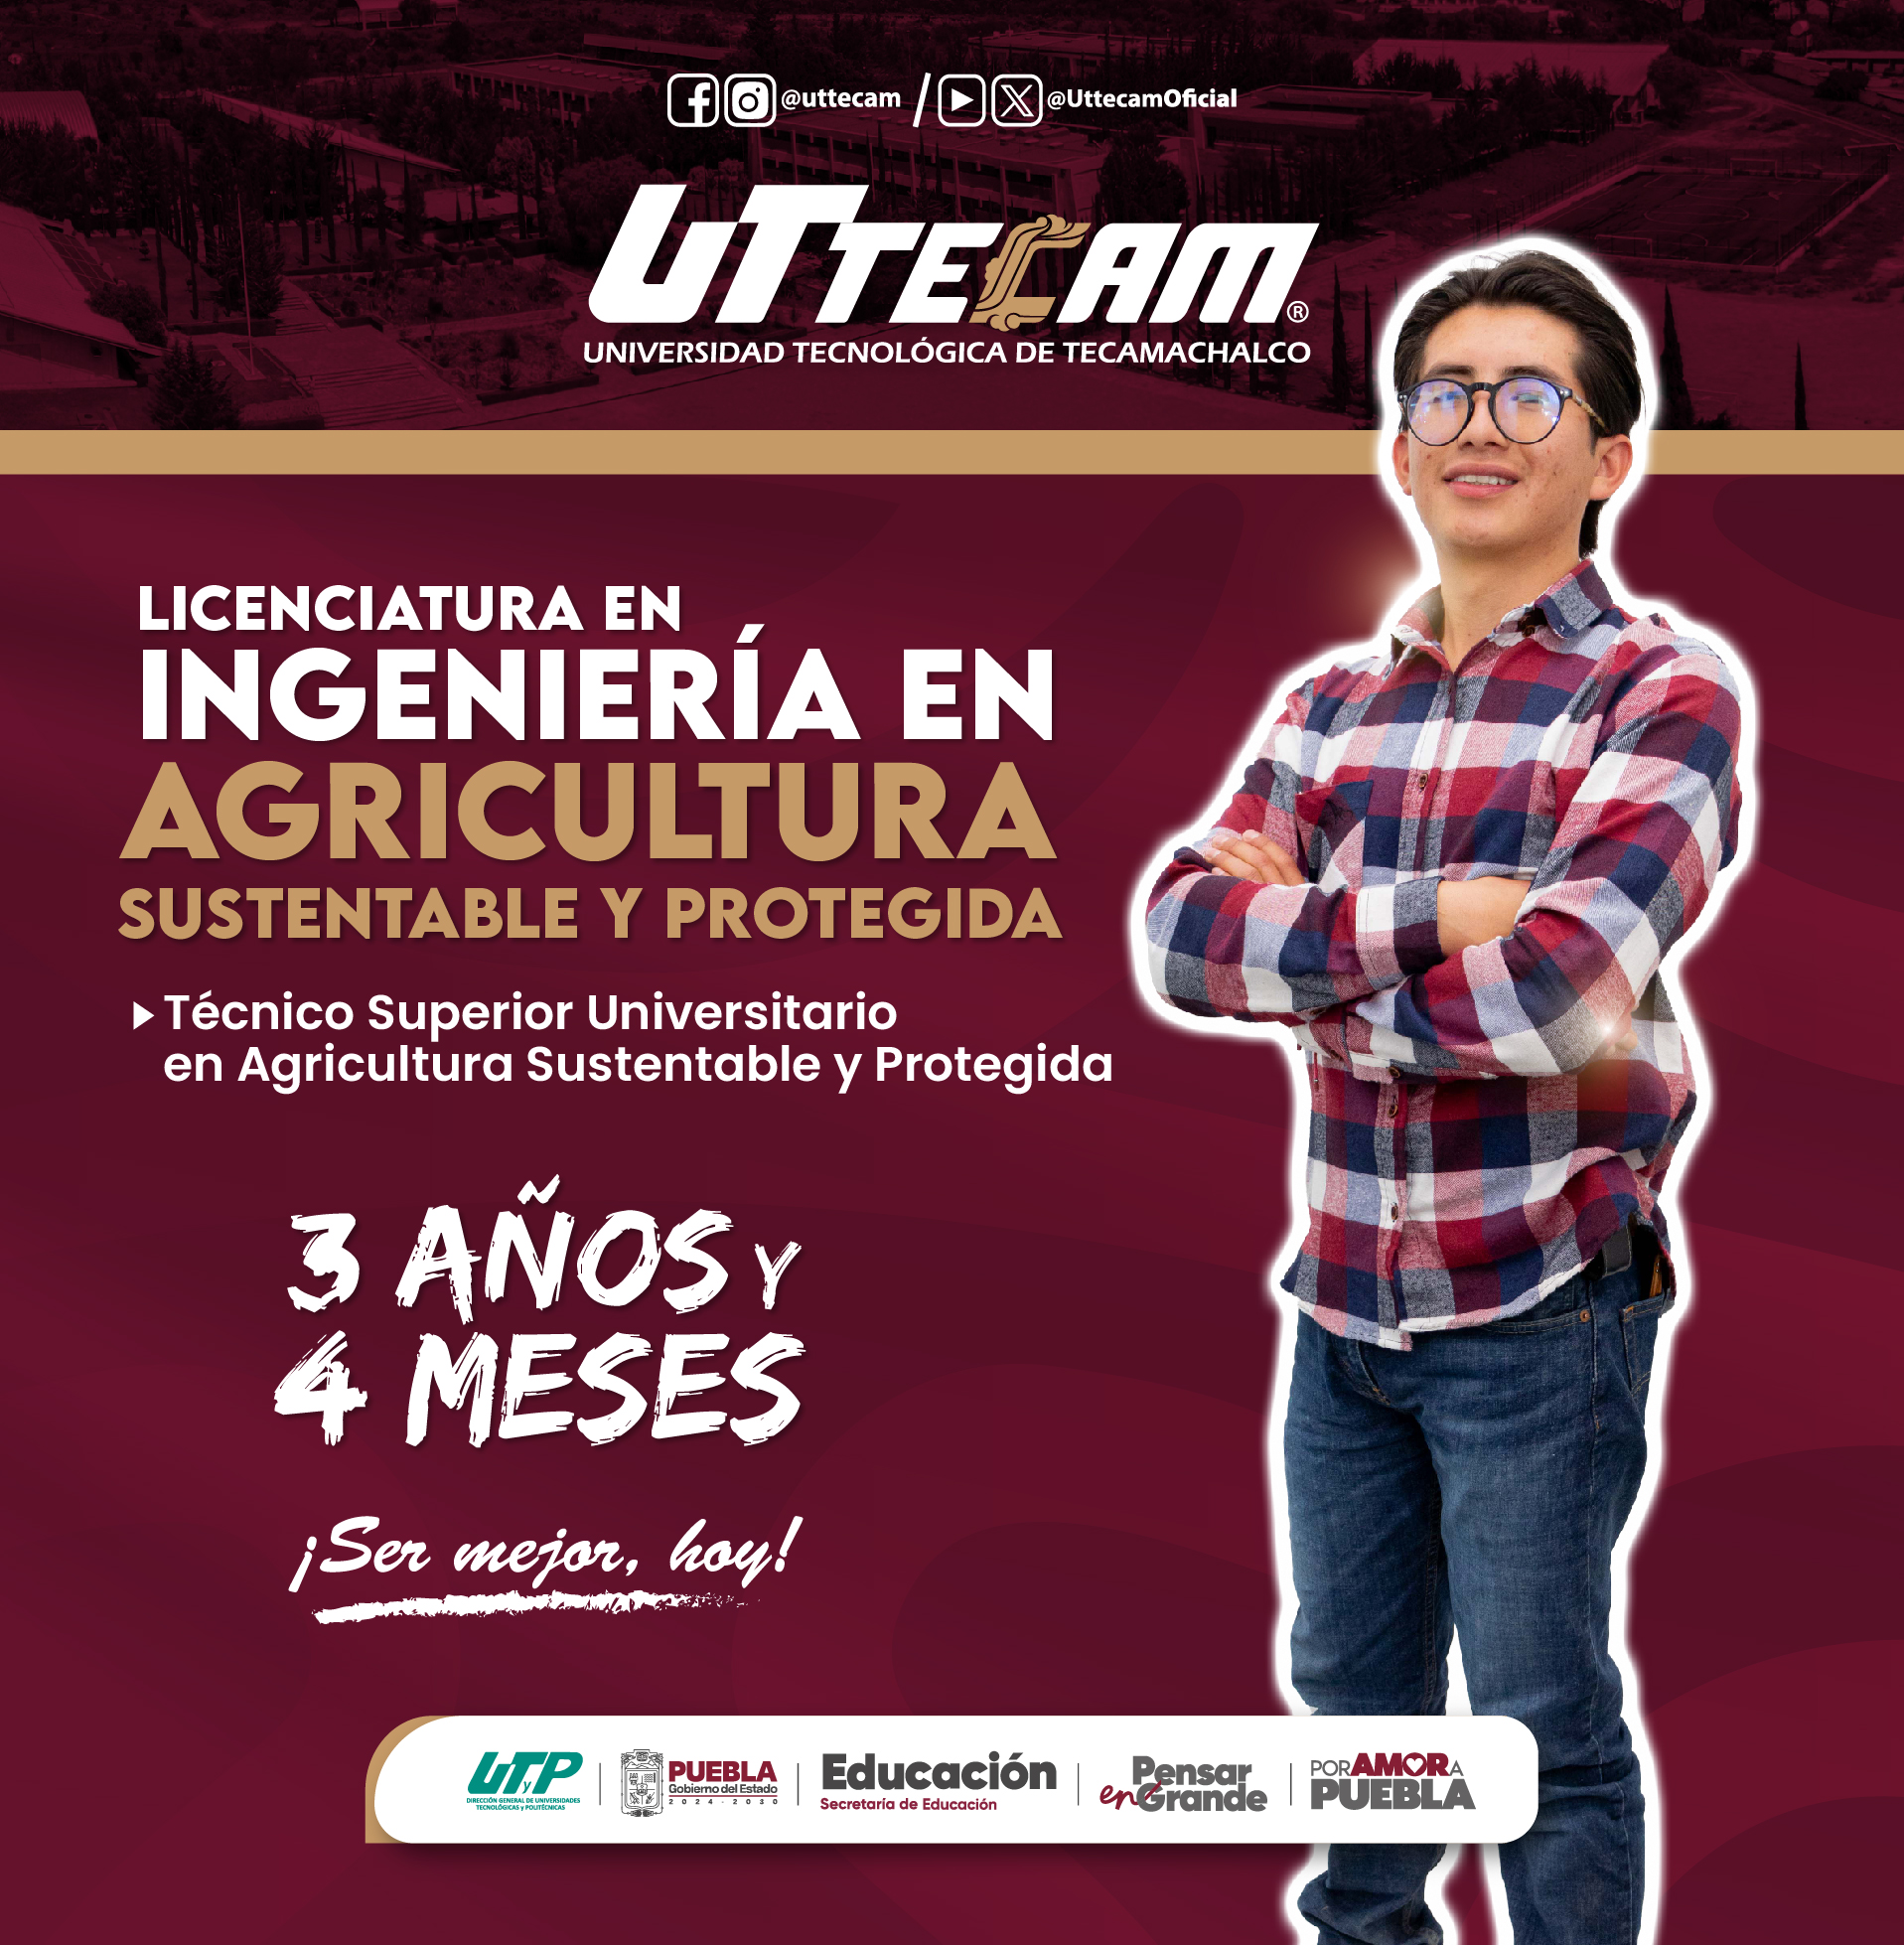 @uttecam / @UttecamOficial
UTTECAM®
UNIVERSIDAD TECNOLÓGICA DE TECAMACHALCO
LICENCIATURA EN
INGENIERÍA EN
AGRICULTURA
SUSTENTABLE Y PROTEGIDA
Técnico Superior Universitario
en Agricultura Sustentable y Protegida
3 AÑOS Y
4 MESES
¡Ser mejor, hoy!
UTyP
DIRECCIÓN GENERAL DE UNIVERSIDADES
TECNOLÓGICAS y POLITÉCNICAS
PUEBLA
Gobierno del Estado
2024 - 2030
Educación
Secretaría de Educación
Pensar
en Grande
POR AMOR A
PUEBLA